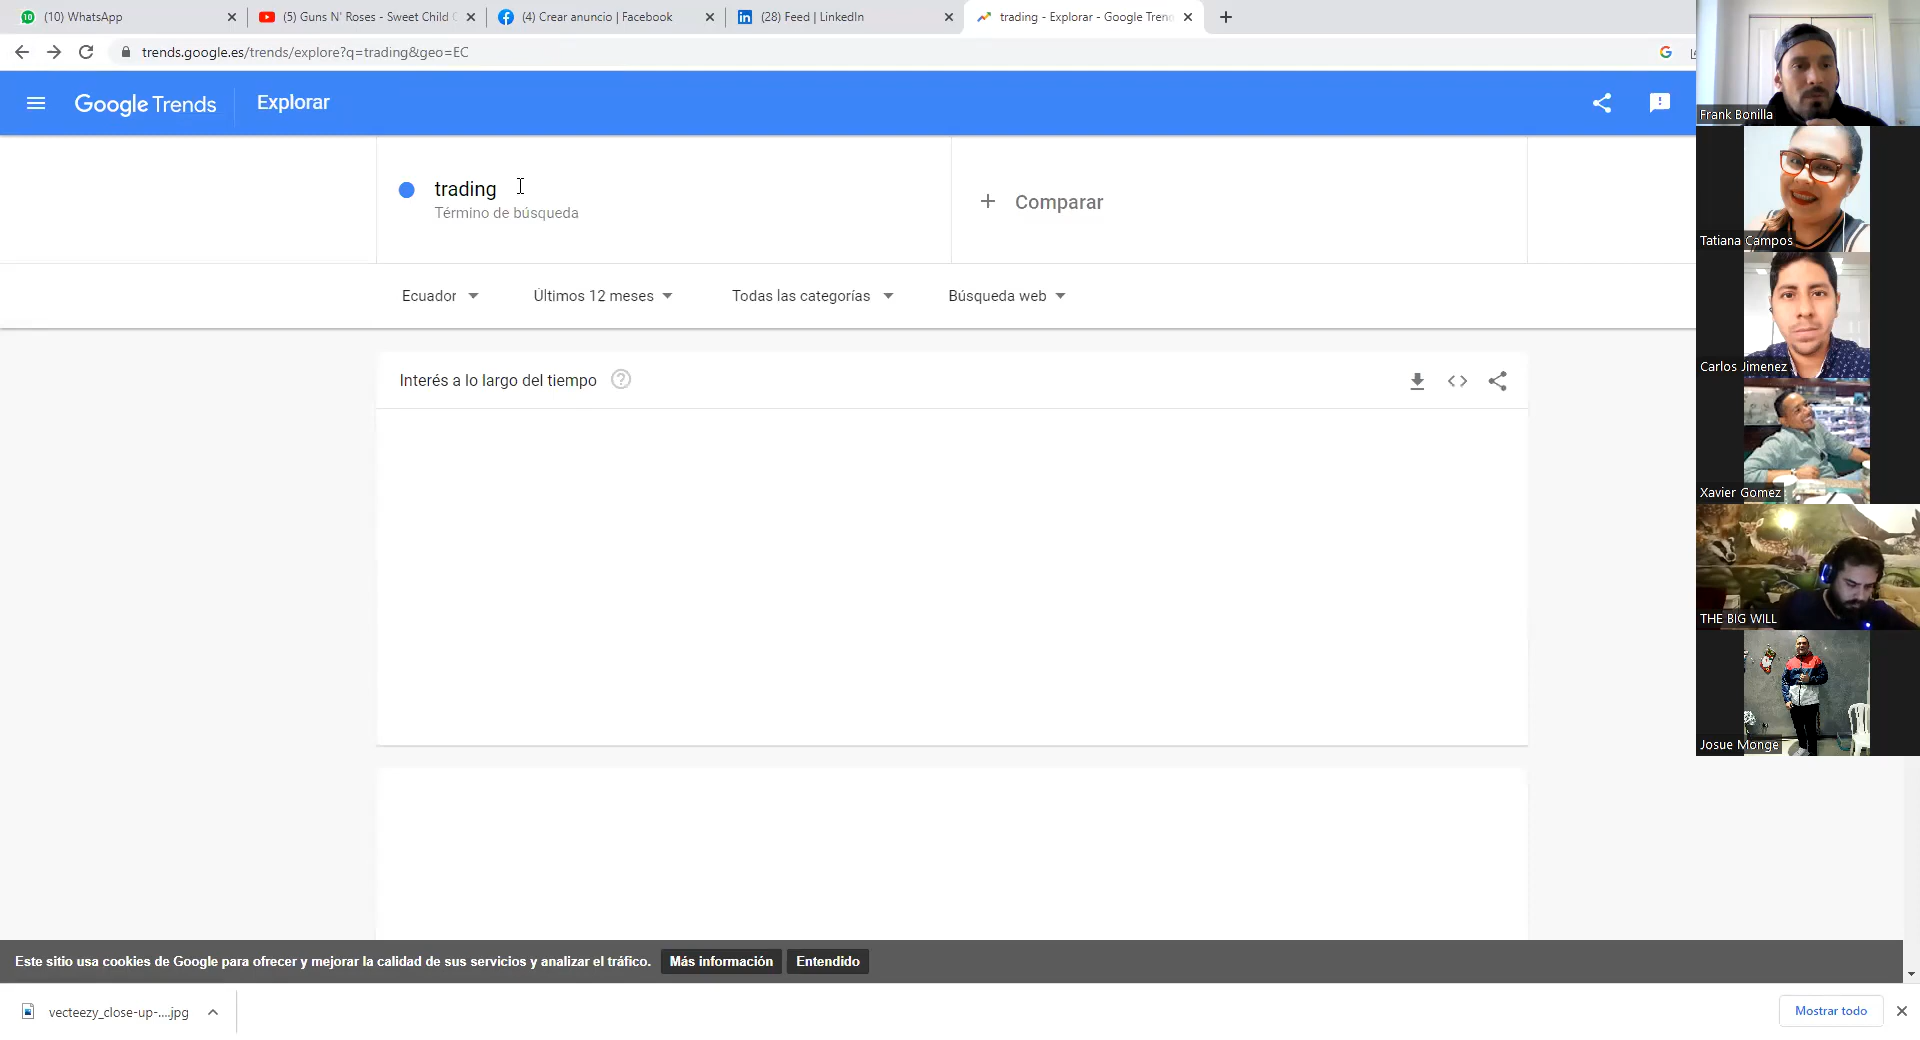 (10) WhatsApp
(5) Guns N' Roses - Sweet Child
(4) Crear anuncio | Facebook
(28) Feed | LinkedIn
trading - Explorar - Google Tren
trends.google.es/trends/explore?q=trading&geo=EC
Google Trends
Explorar
trading
Término de búsqueda
+ Comparar
Ecuador
Últimos 12 meses
Todas las categorías
Búsqueda web
Interés a lo largo del tiempo
Este sitio usa cookies de Google para ofrecer y mejorar la calidad de sus servicios y analizar el tráfico.
Más información
Entendido
vecteezy_close-up-....jpg
Mostrar todo
Frank Bonilla
Tatiana Campos
Carlos Jimenez
Xavier Gomez
THE BIG WILL
Josue Monge